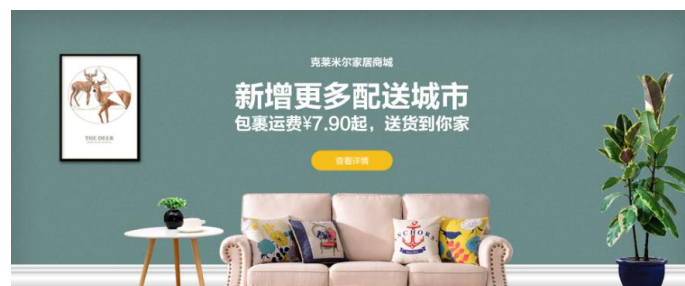 克莱米尔家居商城
新增更多配送城市
包裹运费¥7.90起，送货到你家
查看详情
THE DEER
NCHORS